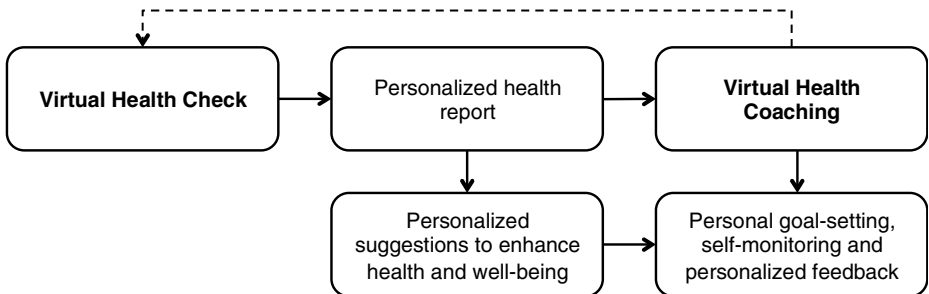 Virtual Health Check
Personalized health
report
Virtual Health
Coaching
Personalized
suggestions to enhance
health and well-being
Personal goal-setting,
self-monitoring and
personalized feedback